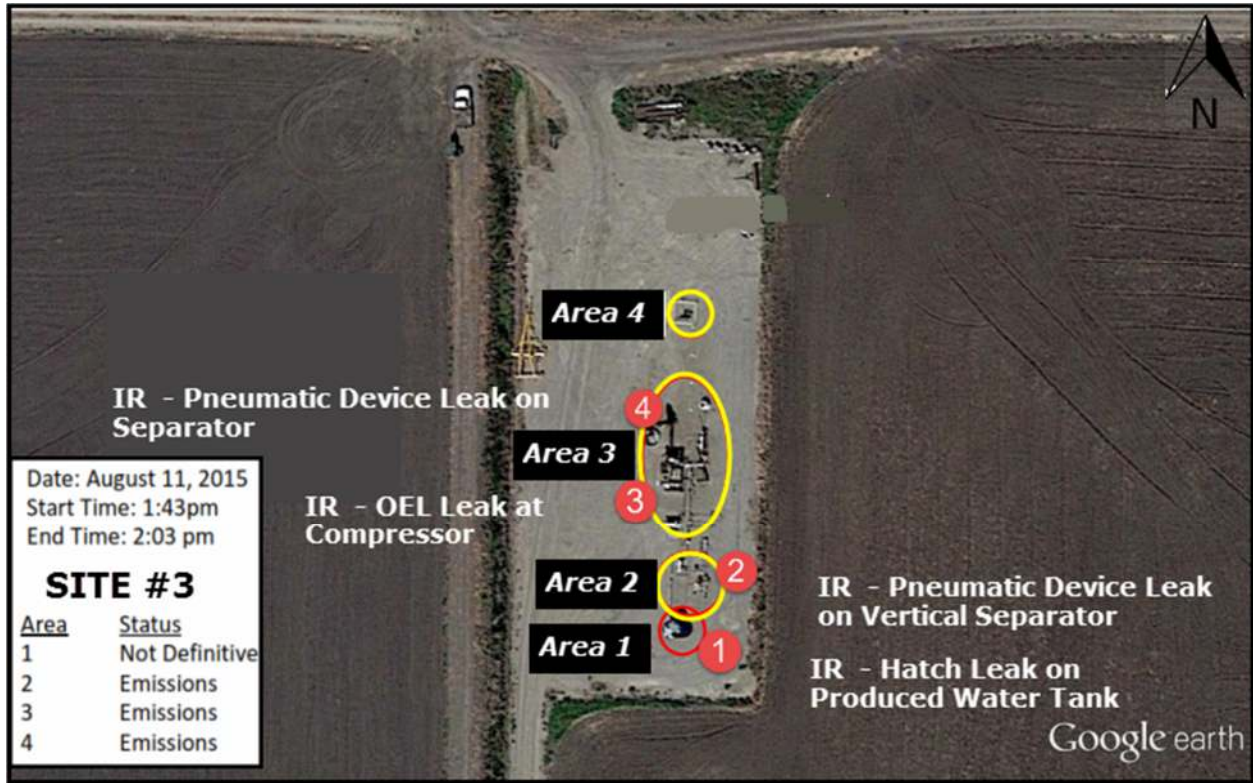 N
Area 4
IR - Pneumatic Device Leak on
Separator
4
Area 3
Date: August 11, 2015
Start Time: 1:43pm
End Time: 2:03 pm
SITE #3
Area Status
1 Not Definitive
2 Emissions
3 Emissions
4 Emissions
IR - OEL Leak at
Compressor
3
Area 2
2
IR - Pneumatic Device Leak
on Vertical Separator
Area 1
1
IR - Hatch Leak on
Produced Water Tank
Google earth